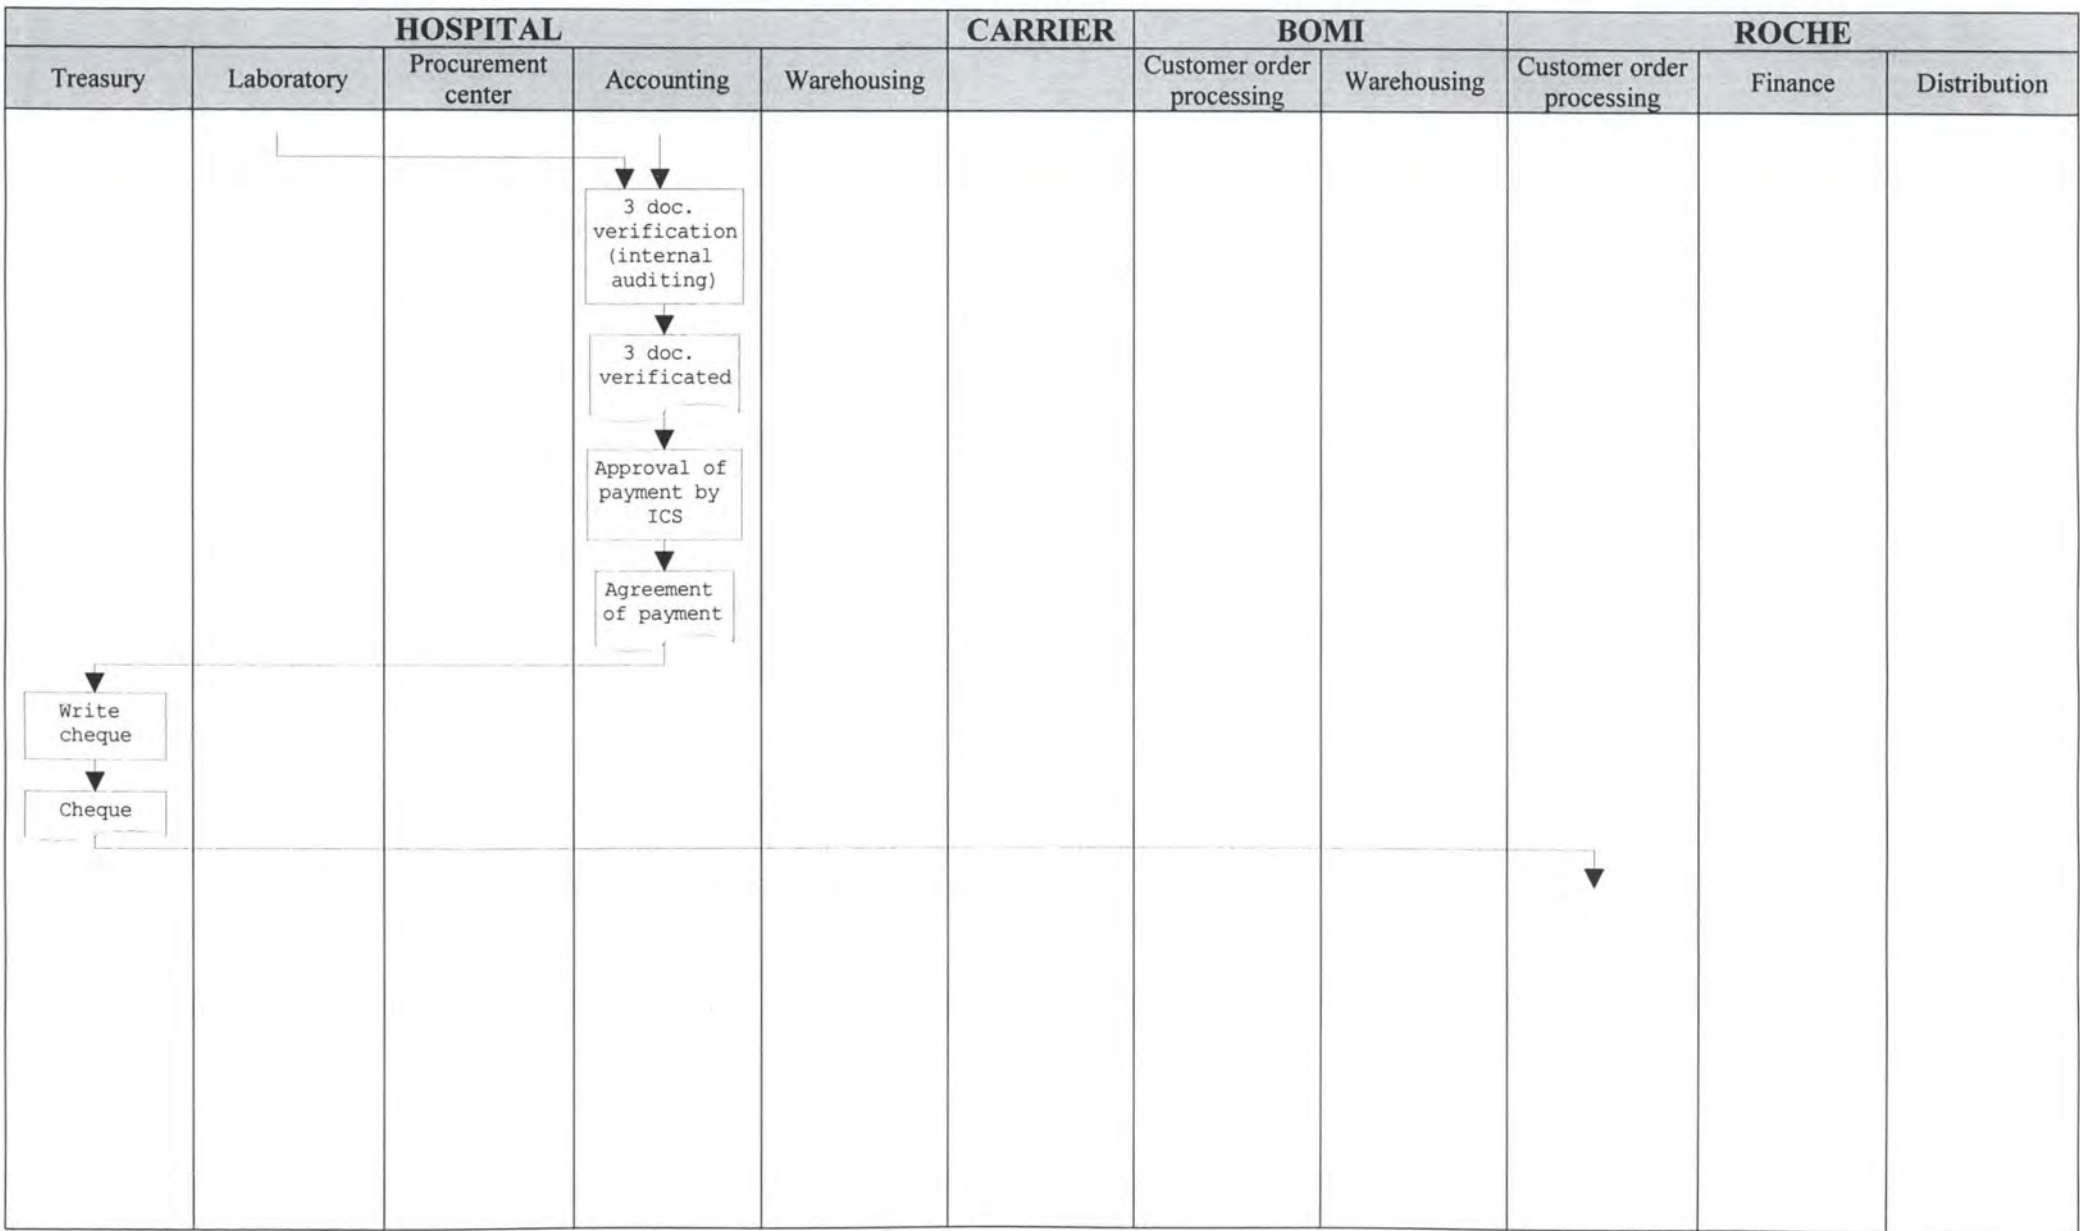 HOSPITAL
CARRIER
BOMI
ROCHE
Treasury
Laboratory
Procurement
center
Accounting
Warehousing
Customer order
processing
Warehousing
Customer order
processing
Finance
Distribution
3 doc.
verification
(internal
auditing)
3 doc.
verificated
Approval of
payment by
ICS
Agreement
of payment
Write
cheque
Cheque